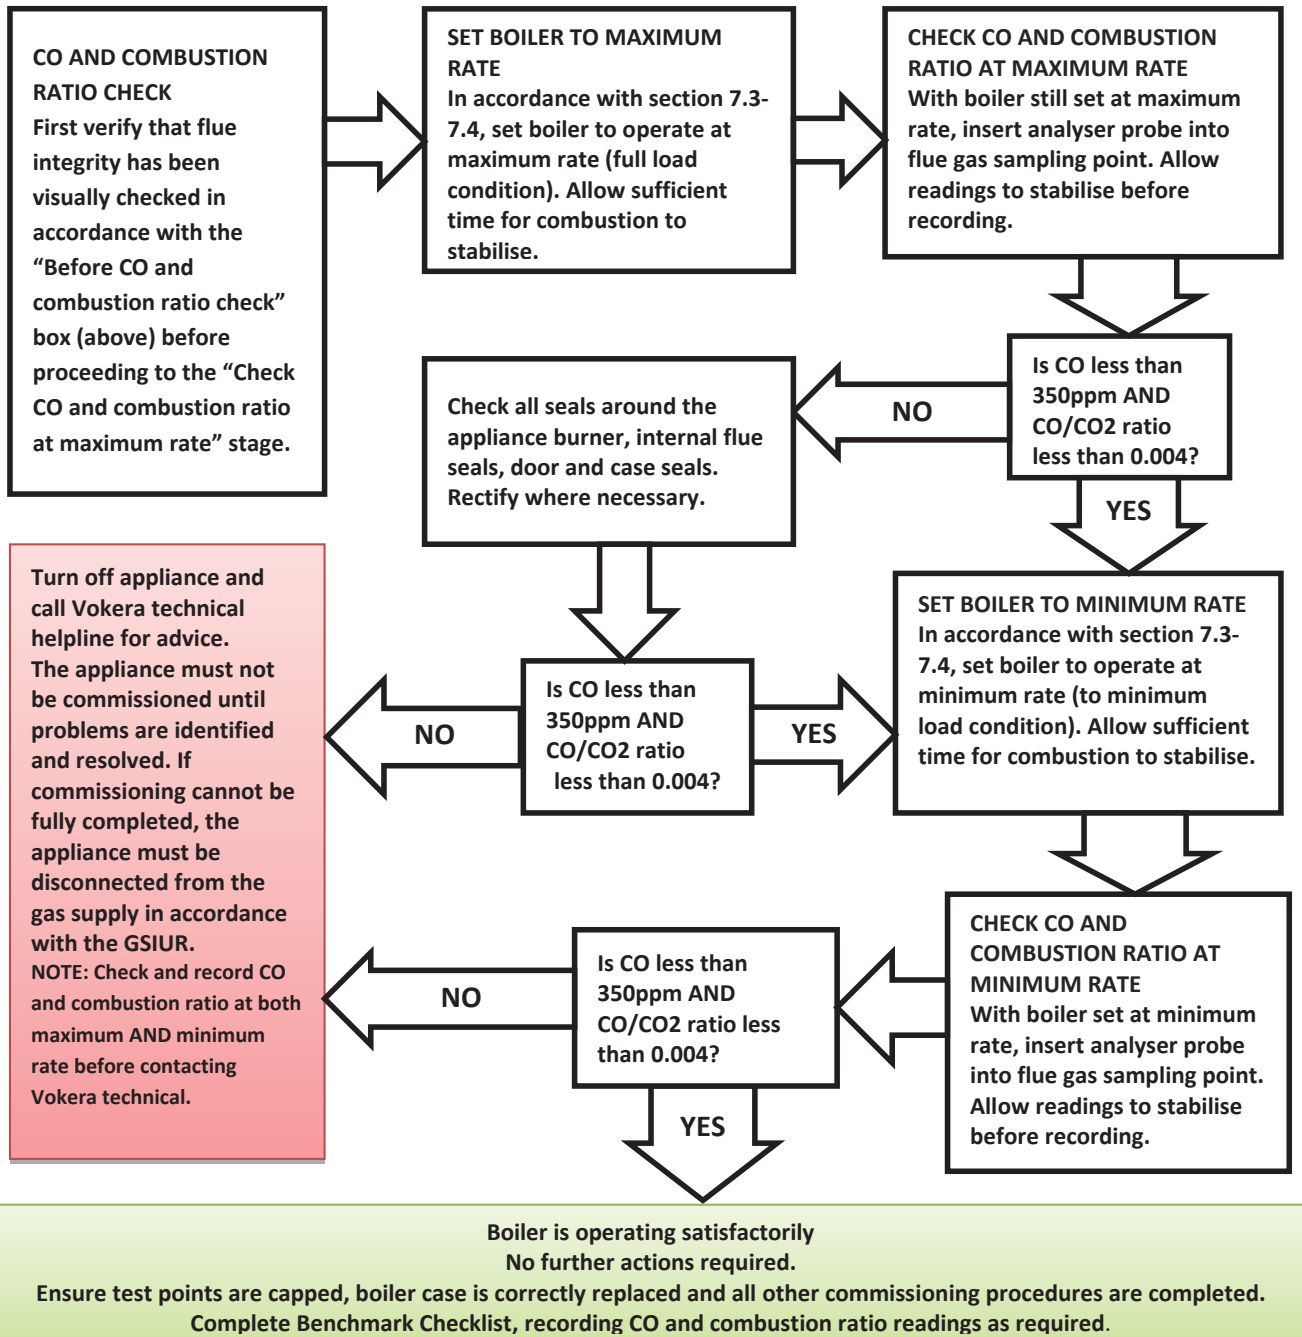 CO AND COMBUSTION
RATIO CHECK
First verify that flue
integrity has been
visually checked in
accordance with the
“Before CO and
combustion ratio check”
box (above) before
proceeding to the “Check
CO and combustion ratio
at maximum rate” stage.
SET BOILER TO MAXIMUM
RATE
In accordance with section 7.3-
7.4, set boiler to operate at
maximum rate (full load
condition). Allow sufficient
time for combustion to
stabilise.
CHECK CO AND COMBUSTION
RATIO AT MAXIMUM RATE
With boiler still set at maximum
rate, insert analyser probe into
flue gas sampling point. Allow
readings to stabilise before
recording.
Is CO less than
350ppm AND
CO/CO2 ratio
less than 0.004?
NO
YES
Check all seals around the
appliance burner, internal flue
seals, door and case seals.
Rectify where necessary.
Is CO less than
350ppm AND
CO/CO2 ratio
less than 0.004?
NO
YES
Turn off appliance and
call Vokera technical
helpline for advice.
The appliance must not
be commissioned until
problems are identified
and resolved. If
commissioning cannot be
fully completed, the
appliance must be
disconnected from the
gas supply in accordance
with the GSIUR.
NOTE: Check and record CO
and combustion ratio at both
maximum AND minimum
rate before contacting
Vokera technical.
SET BOILER TO MINIMUM RATE
In accordance with section 7.3-
7.4, set boiler to operate at
minimum rate (to minimum
load condition). Allow sufficient
time for combustion to stabilise.
CHECK CO AND
COMBUSTION RATIO AT
MINIMUM RATE
With boiler set at minimum
rate, insert analyser probe
into flue gas sampling point.
Allow readings to stabilise
before recording.
Is CO less than
350ppm AND
CO/CO2 ratio less
than 0.004?
NO
YES
Boiler is operating satisfactorily
No further actions required.
Ensure test points are capped, boiler case is correctly replaced and all other commissioning procedures are completed.
Complete Benchmark Checklist, recording CO and combustion ratio readings as required.